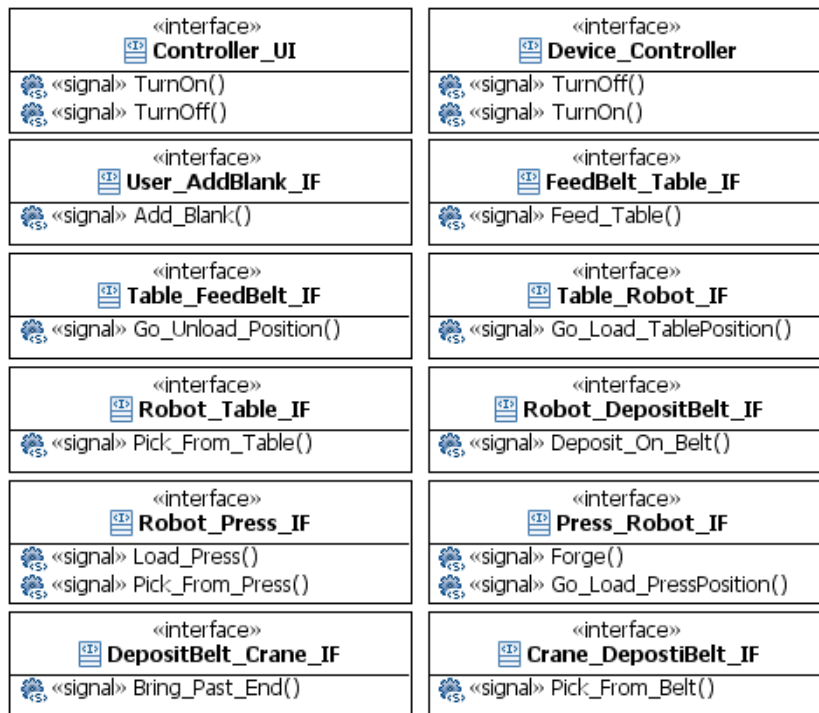 «interface»
Controller_UI
«signal» TurnOn()
«signal» TurnOff()
«interface»
Device_Controller
«signal» TurnOff()
«signal» TurnOn()
«interface»
User_AddBlank_IF
«signal» Add_Blank()
«interface»
FeedBelt_Table_IF
«signal» Feed_Table()
«interface»
Table_FeedBelt_IF
«signal» Go_Unload_Position()
«interface»
Table_Robot_IF
«signal» Go_Load_TablePosition()
«interface»
Robot_Table_IF
«signal» Pick_From_Table()
«interface»
Robot_DepositBelt_IF
«signal» Deposit_On_Belt()
«interface»
Robot_Press_IF
«signal» Load_Press()
«signal» Pick_From_Press()
«interface»
Press_Robot_IF
«signal» Forge()
«signal» Go_Load_PressPosition()
«interface»
DepositBelt_Crane_IF
«signal» Bring_Past_End()
«interface»
Crane_DepostiBelt_IF
«signal» Pick_From_Belt()